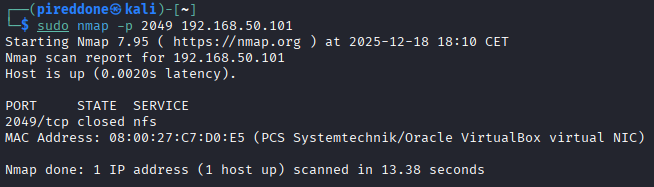 ┌──(pireddone㉿kali)-[~]
└─$ sudo nmap -p 2049 192.168.50.101
Starting Nmap 7.95 ( https://nmap.org ) at 2025-12-18 18:10 CET
Nmap scan report for 192.168.50.101
Host is up (0.0020s latency).

PORT     STATE  SERVICE
2049/tcp closed nfs
MAC Address: 08:00:27:C7:D0:E5 (PCS Systemtechnik/Oracle VirtualBox virtual NIC)

Nmap done: 1 IP address (1 host up) scanned in 13.38 seconds